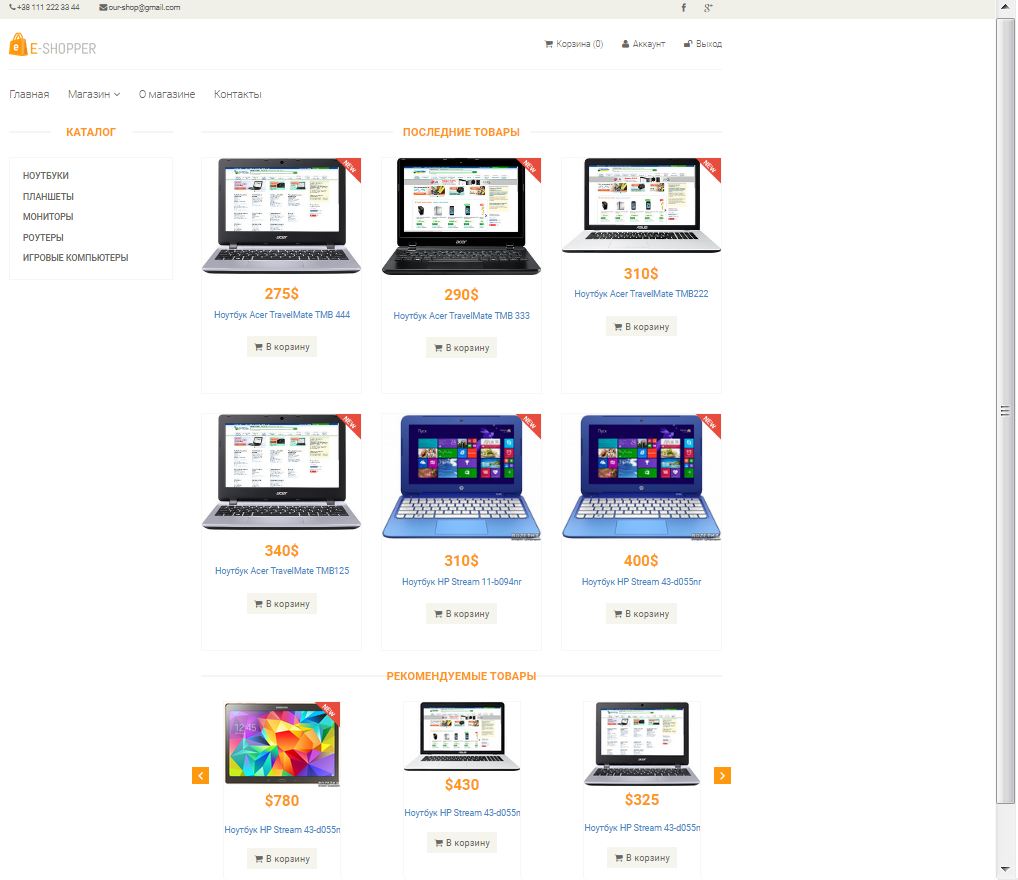 +38 111 222 33 44 our-shop@gmail.com
E-SHOPPER
Корзина (0) Аккаунт Выход
Главная Магазин О магазине Контакты
КАТАЛОГ
НОУТБУКИ
ПЛАНШЕТЫ
МОНИТОРЫ
РОУТЕРЫ
ИГРОВЫЕ КОМПЬЮТЕРЫ
ПОСЛЕДНИЕ ТОВАРЫ
NEW
275$
Ноутбук Acer TravelMate TMB 444
В корзину
NEW
290$
Ноутбук Acer TravelMate TMB 333
В корзину
NEW
310$
Ноутбук Acer TravelMate TMB222
В корзину
NEW
340$
Ноутбук Acer TravelMate TMB125
В корзину
NEW
Пуск
310$
Ноутбук HP Stream 11-b094nr
В корзину
NEW
Пуск
400$
Ноутбук HP Stream 43-d055nr
В корзину
РЕКОМЕНДУЕМЫЕ ТОВАРЫ
NEW
12:45
$780
Ноутбук HP Stream 43-d055n
В корзину
$430
Ноутбук HP Stream 43-d055n
В корзину
$325
Ноутбук HP Stream 43-d055n
В корзину